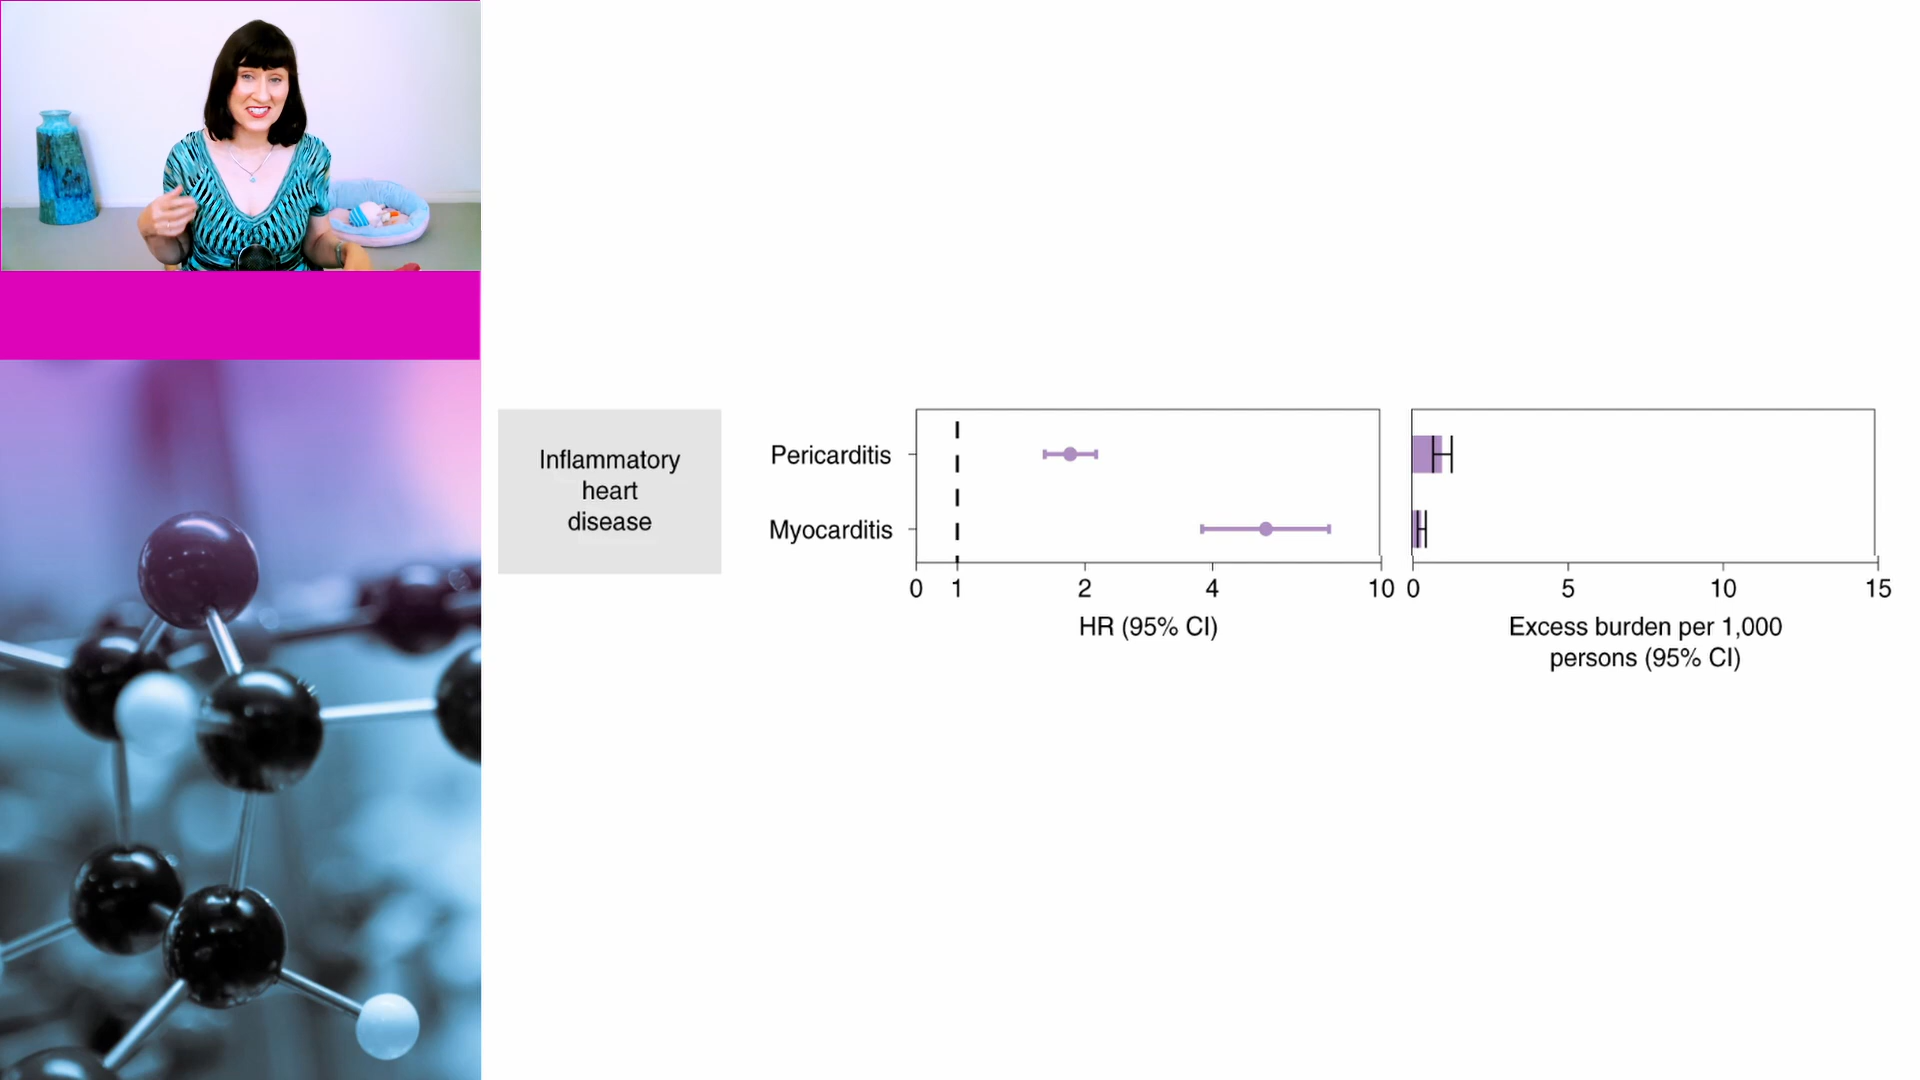 Inflammatory
heart
disease
Pericarditis
Myocarditis
0 1 2 4 10
HR (95% CI)
0 5 10 15
Excess burden per 1,000
persons (95% CI)